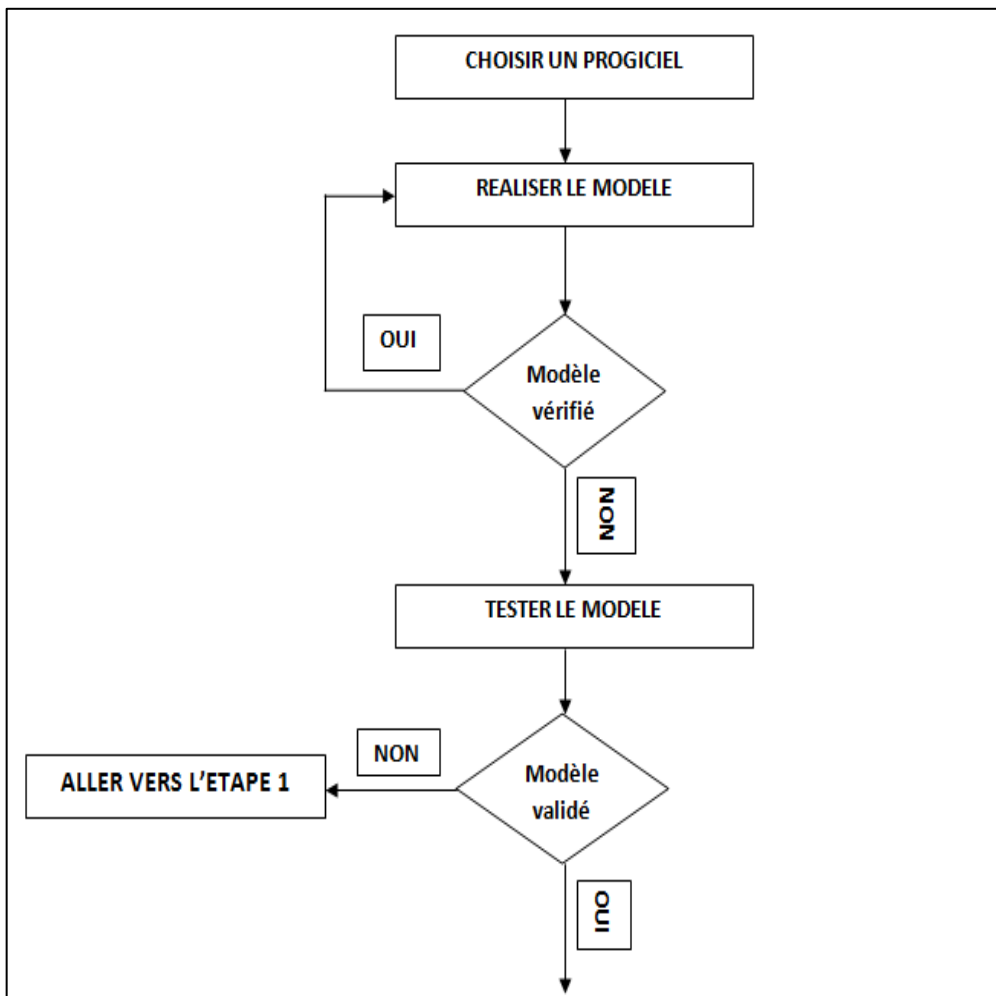 CHOISIR UN PROGICIEL
REALISER LE MODELE
OUI
Modèle
vérifié
NON
TESTER LE MODELE
NON
Modèle
validé
ALLER VERS L'ETAPE 1
OUI